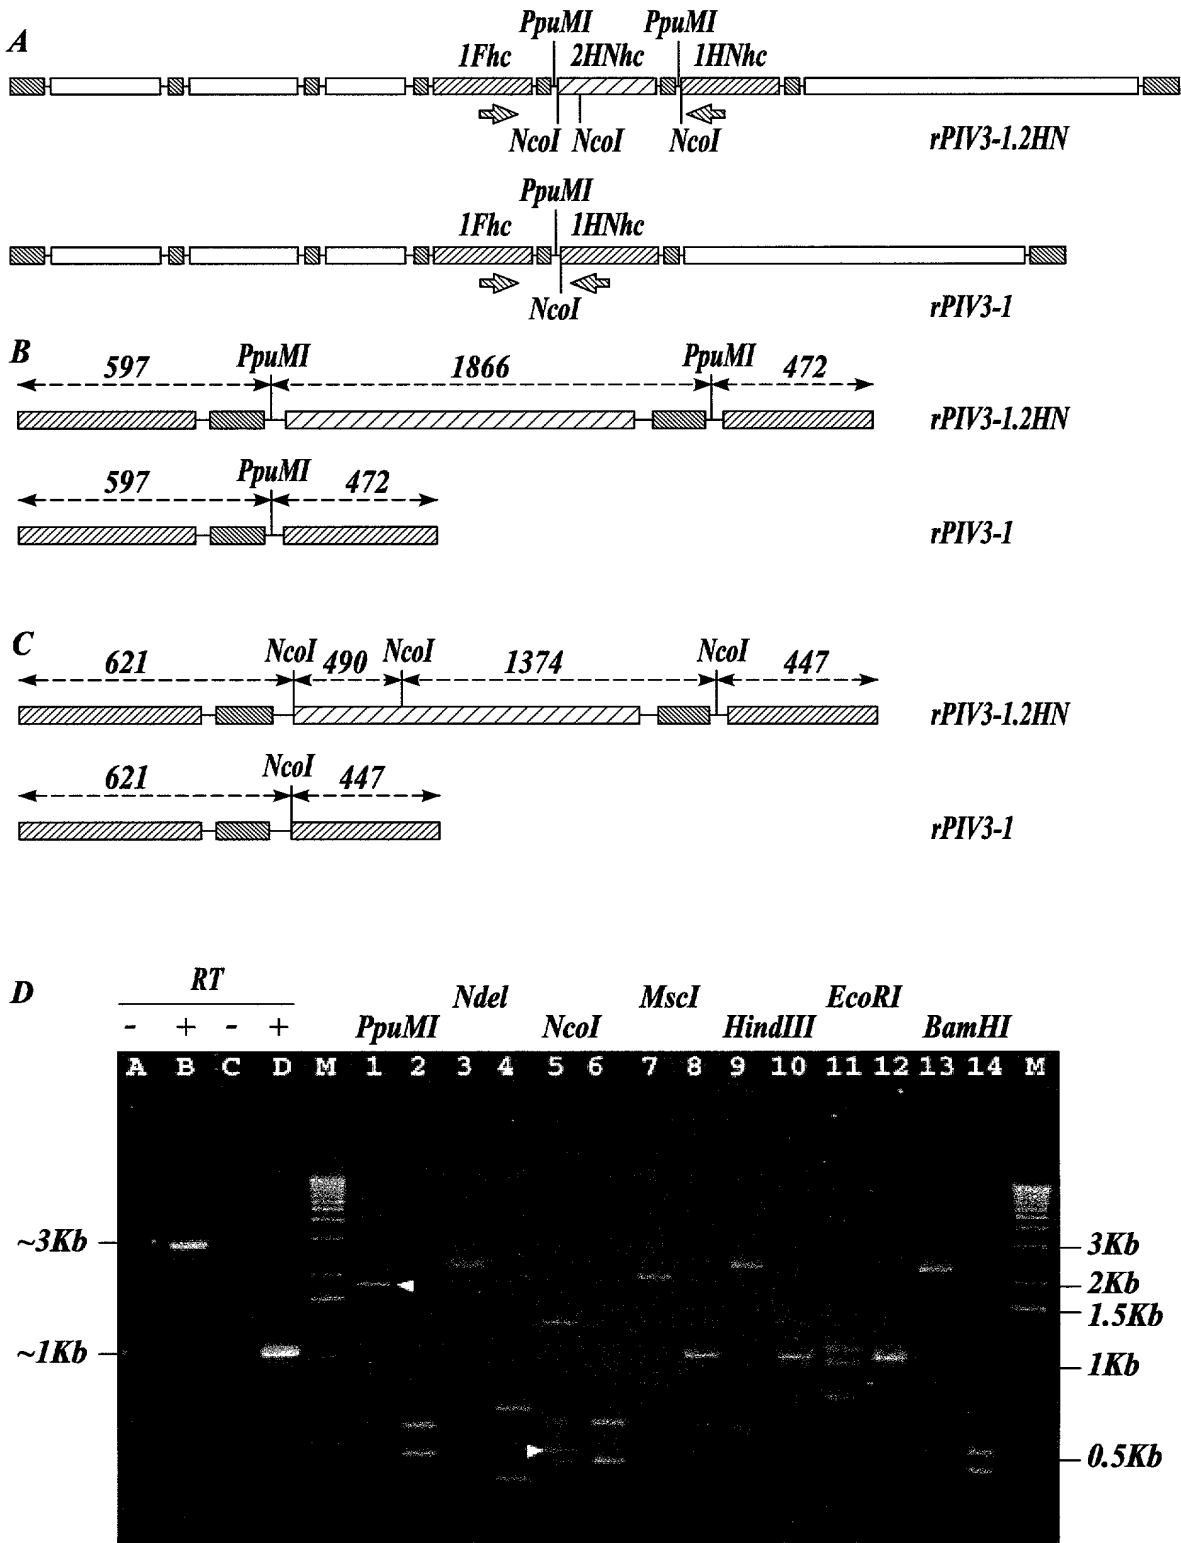 A
PpuMI PpuMI
1Fhc 2HNhc 1HNhc
NcoI NcoI NcoI
rPIV3-1.2HN
PpuMI
1Fhc 1HNhc
NcoI
rPIV3-1
B
597 PpuMI 1866 PpuMI 472
rPIV3-1.2HN
597 PpuMI 472
rPIV3-1
C
621 NcoI 490 NcoI 1374 NcoI 447
rPIV3-1.2HN
621 NcoI 447
rPIV3-1
D
RT
- + - +
PpuMI NdeI NcoI MscI HindIII EcoRI BamHI
A B C D M 1 2 3 4 5 6 7 8 9 10 11 12 13 14 M
~3Kb
~1Kb
3Kb
2Kb
1.5Kb
1Kb
0.5Kb